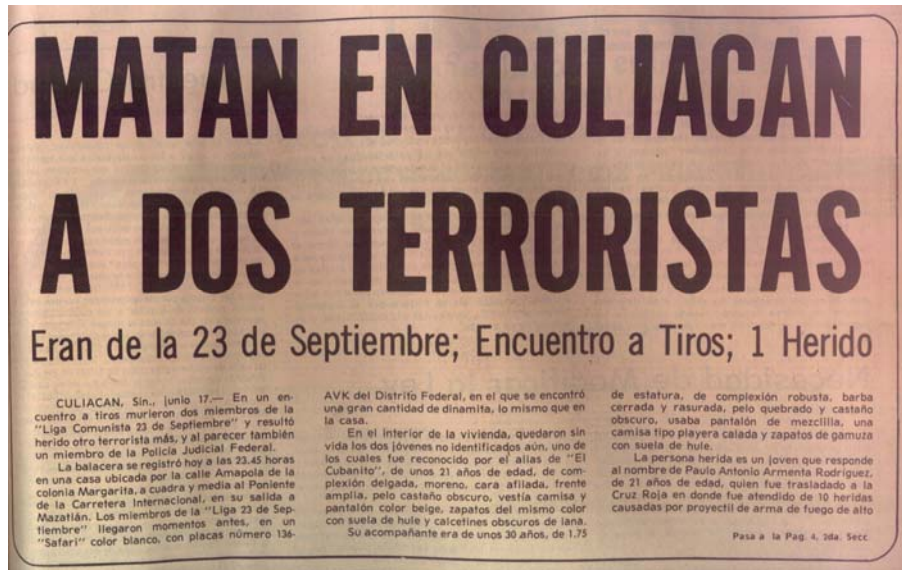 MATAN EN CULIACAN
A DOS TERRORISTAS
Eran de la 23 de Septiembre; Encuentro a Tiros; 1 Herido
CULIACAN, Sin., junio 17.— En un en-
cuentro a tiros murieron dos miembros de la
"Liga Comunista 23 de Septiembre" y resultó
herido otro terrorista más, y al parecer también
un miembro de la Policía Judicial Federal.
La balacera se registró hoy a las 23.45 horas
en una casa ubicada por la calle Amapola de la
colonia Margarita, a cuadra y media al Poniente
de la Carretera Internacional, en su salida a
Mazatlán. Los miembros de la "Liga 23 de Sep-
tiembre" llegaron momentos antes, en un
"Safari" color blanco, con placas número 136-
AVK del Distrito Federal, en el que se encontró
una gran cantidad de dinamita, lo mismo que en
la casa.
En el interior de la vivienda, quedaron sin
vida los dos jóvenes no identificados aún, uno de
los cuales fue reconocido por el alias de "El
Cubanito", de unos 21 años de edad, de com-
plexión delgada, moreno, cara afilada, frente
amplia, pelo castaño obscuro, vestía camisa y
pantalón color beige, zapatos del mismo color
con suela de hule y calcetines obscuros de lana.
Su acompañante era de unos 30 años, de 1.75
de estatura, de complexión robusta, barba
cerrada y rasurada, pelo quebrado y castaño
obscuro, usaba pantalón de mezclilla, una
camisa tipo playera calada y zapatos de gamuza
con suela de hule.
La persona herida es un joven que responde
al nombre de Paulo Antonio Armenta Rodríguez,
de 21 años de edad, quien fue trasladado a la
Cruz Roja en donde fue atendido de 10 heridas
causadas por proyectil de arma de fuego de alto
Pasa a la Pag. 4, 2da. Secc